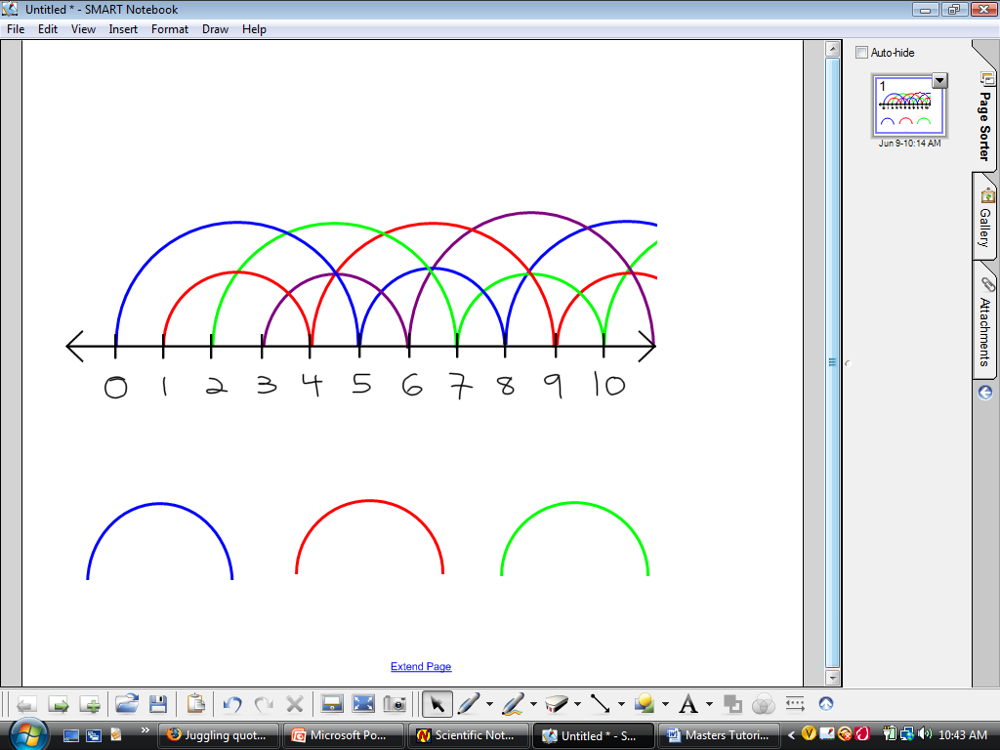 Untitled * - SMART Notebook
File Edit View Insert Format Draw Help
Auto-hide
1
Jun 9-10:14 AM
Page Sorter
Gallery
Attachments
0 1 2 3 4 5 6 7 8 9 10
Extend Page
A
» Juggling quot... Microsoft Po... Scientific Not... Untitled * - S... Masters Tutori... < 10:43 AM